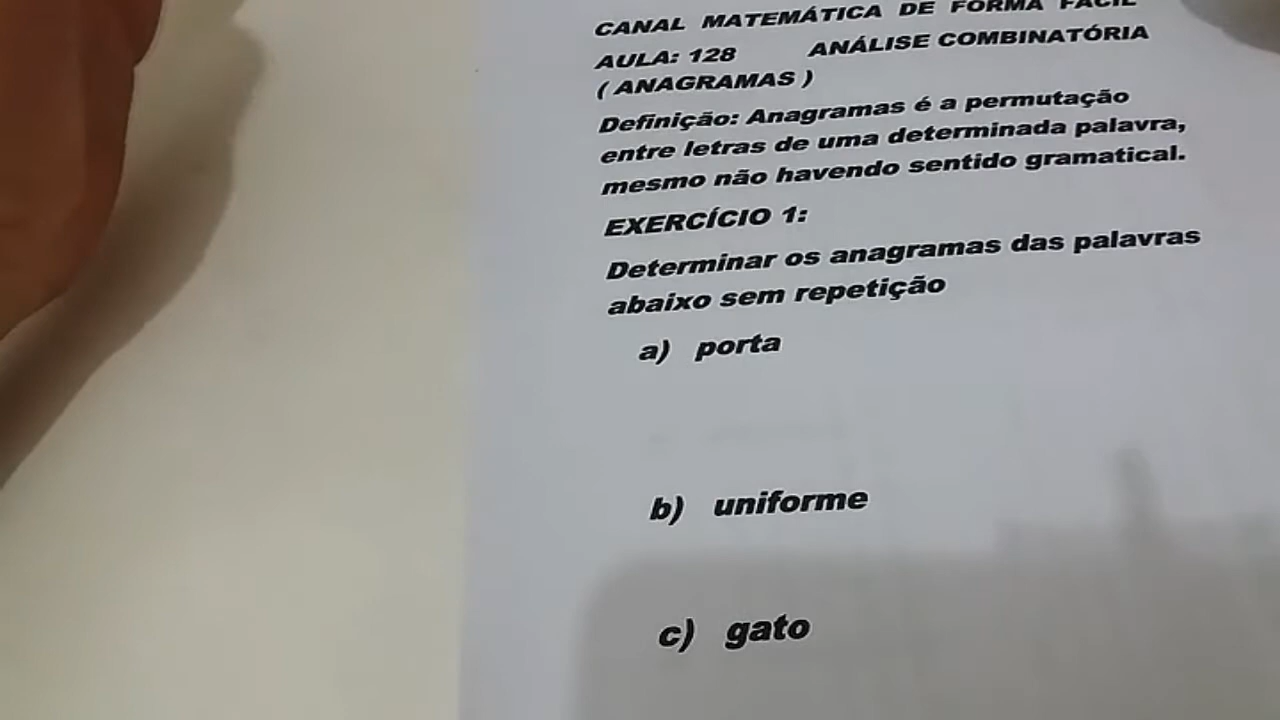 CANAL MATEMÁTICA DE FORMA FÁCIL
AULA: 128 ANÁLISE COMBINATÓRIA
( ANAGRAMAS )
Definição: Anagramas é a permutação
entre letras de uma determinada palavra,
mesmo não havendo sentido gramatical.
EXERCÍCIO 1:
Determinar os anagramas das palavras
abaixo sem repetição
a) porta
b) uniforme
c) gato